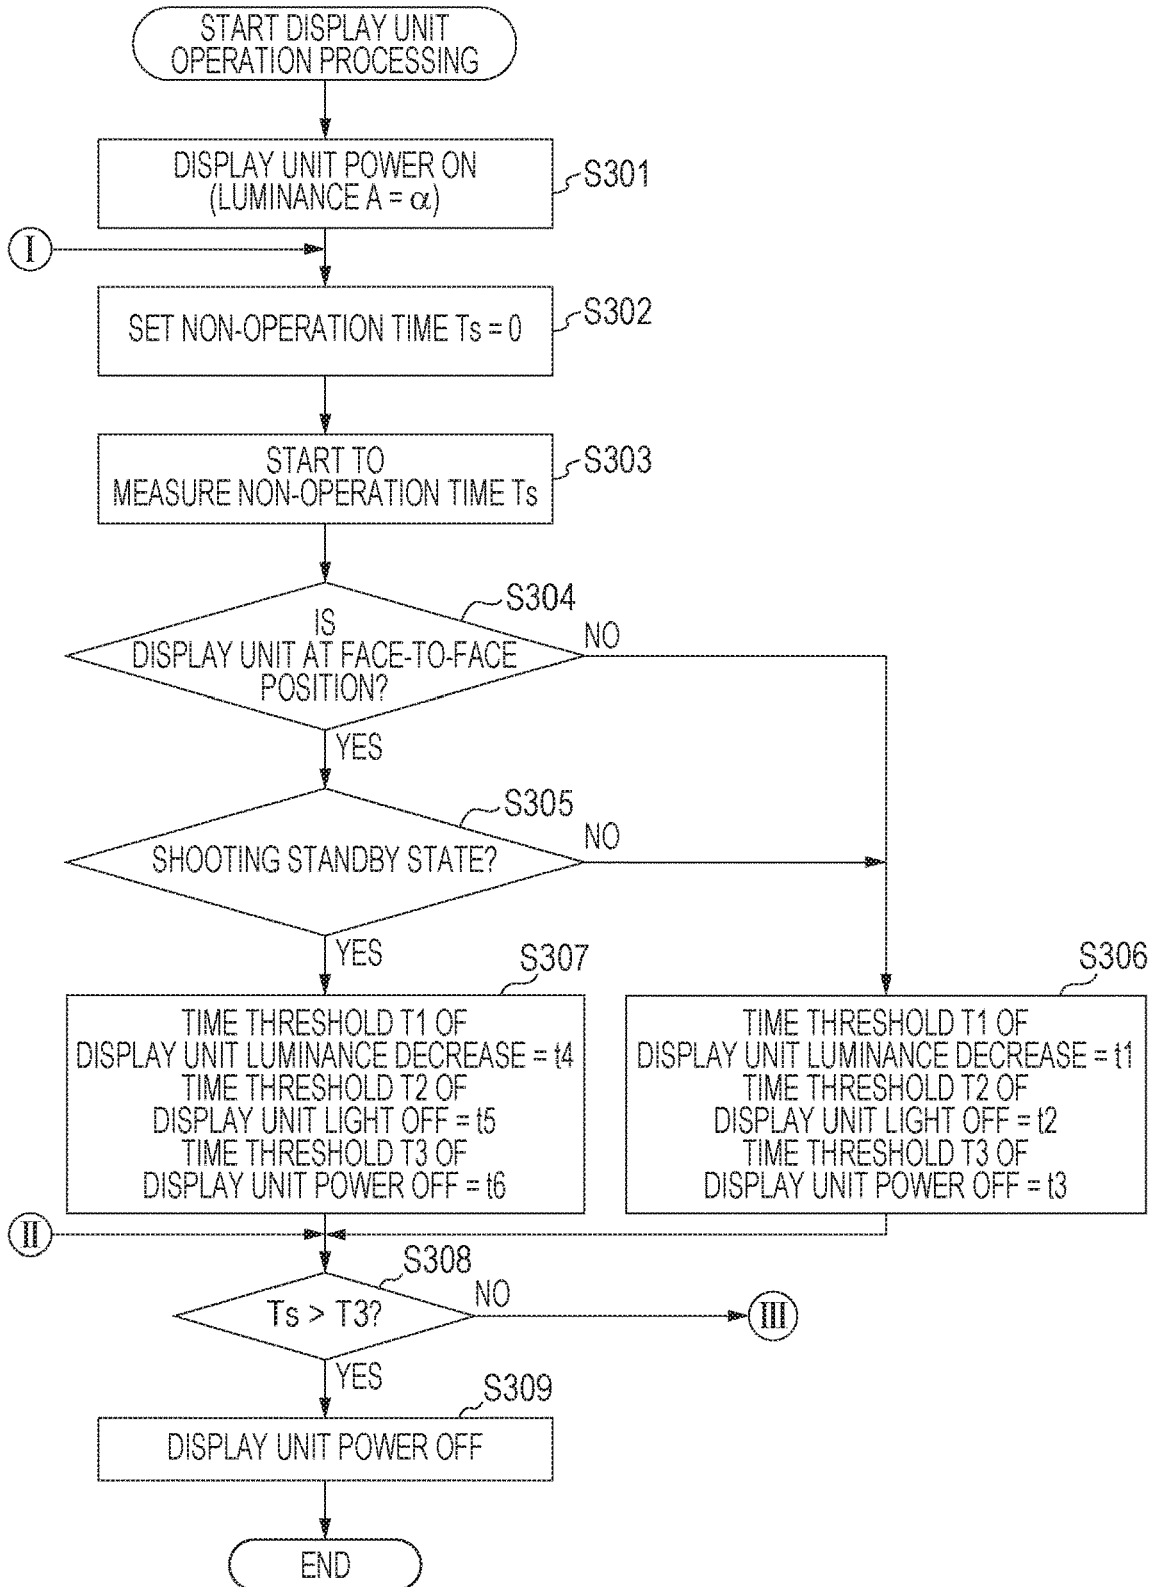 START DISPLAY UNIT
OPERATION PROCESSING
DISPLAY UNIT POWER ON
(LUMINANCE A = α)
S301
I
SET NON-OPERATION TIME Ts = 0
S302
START TO
MEASURE NON-OPERATION TIME Ts
S303
S304
IS
DISPLAY UNIT AT FACE-TO-FACE
POSITION?
NO
YES
S305
SHOOTING STANDBY STATE?
NO
YES
S307
TIME THRESHOLD T1 OF
DISPLAY UNIT LUMINANCE DECREASE = t4
TIME THRESHOLD T2 OF
DISPLAY UNIT LIGHT OFF = t5
TIME THRESHOLD T3 OF
DISPLAY UNIT POWER OFF = t6
S306
TIME THRESHOLD T1 OF
DISPLAY UNIT LUMINANCE DECREASE = t1
TIME THRESHOLD T2 OF
DISPLAY UNIT LIGHT OFF = t2
TIME THRESHOLD T3 OF
DISPLAY UNIT POWER OFF = t3
II
S308
Ts > T3?
NO
III
YES
S309
DISPLAY UNIT POWER OFF
END